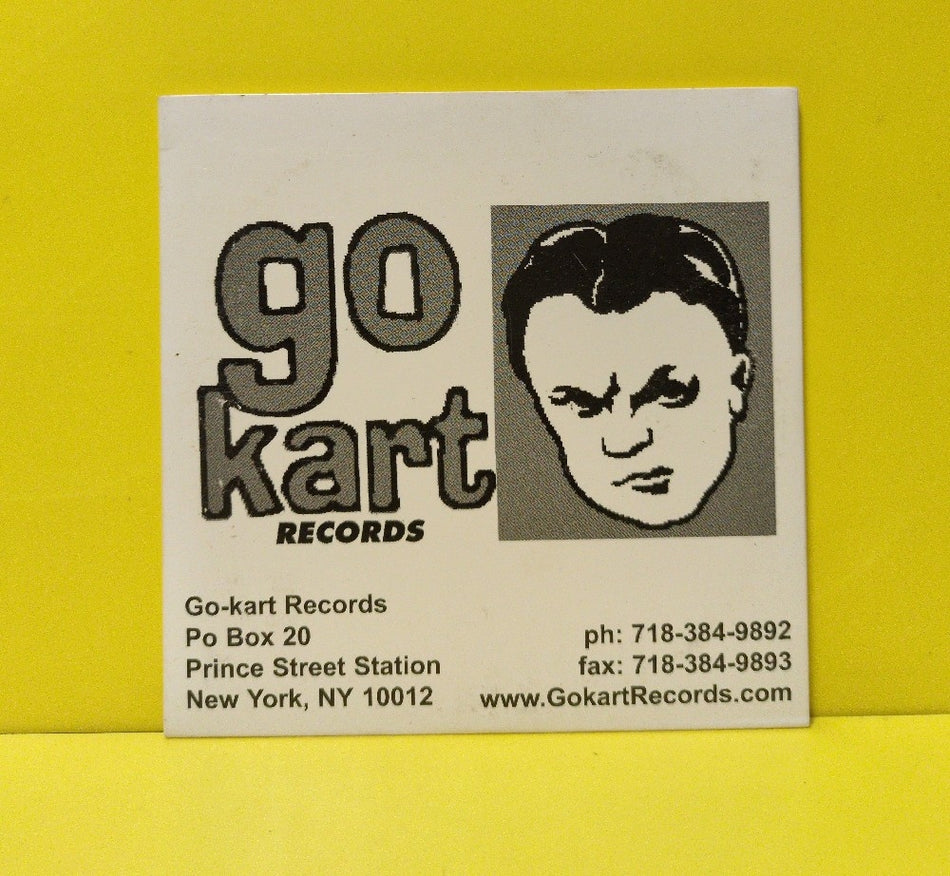 go
kart
RECORDS
Go-kart Records
Po Box 20
Prince Street Station
New York, NY 10012
ph: 718-384-9892
fax: 718-384-9893
www.GokartRecords.com